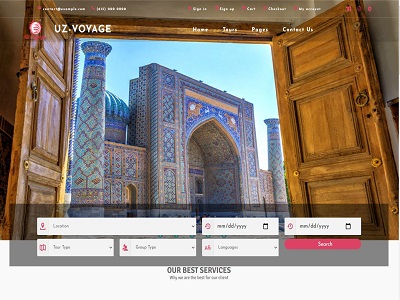 contact@example.com (012) 000 0000 Sign in Sign up Cart Checkout My account
UZ-VOYAGE Home Tours Pages Contact Us
Location mm/dd/yyyy mm/dd/yyyy
Tour Type Group Type Languages Search
OUR BEST SERVICES
Why we are the best for our client